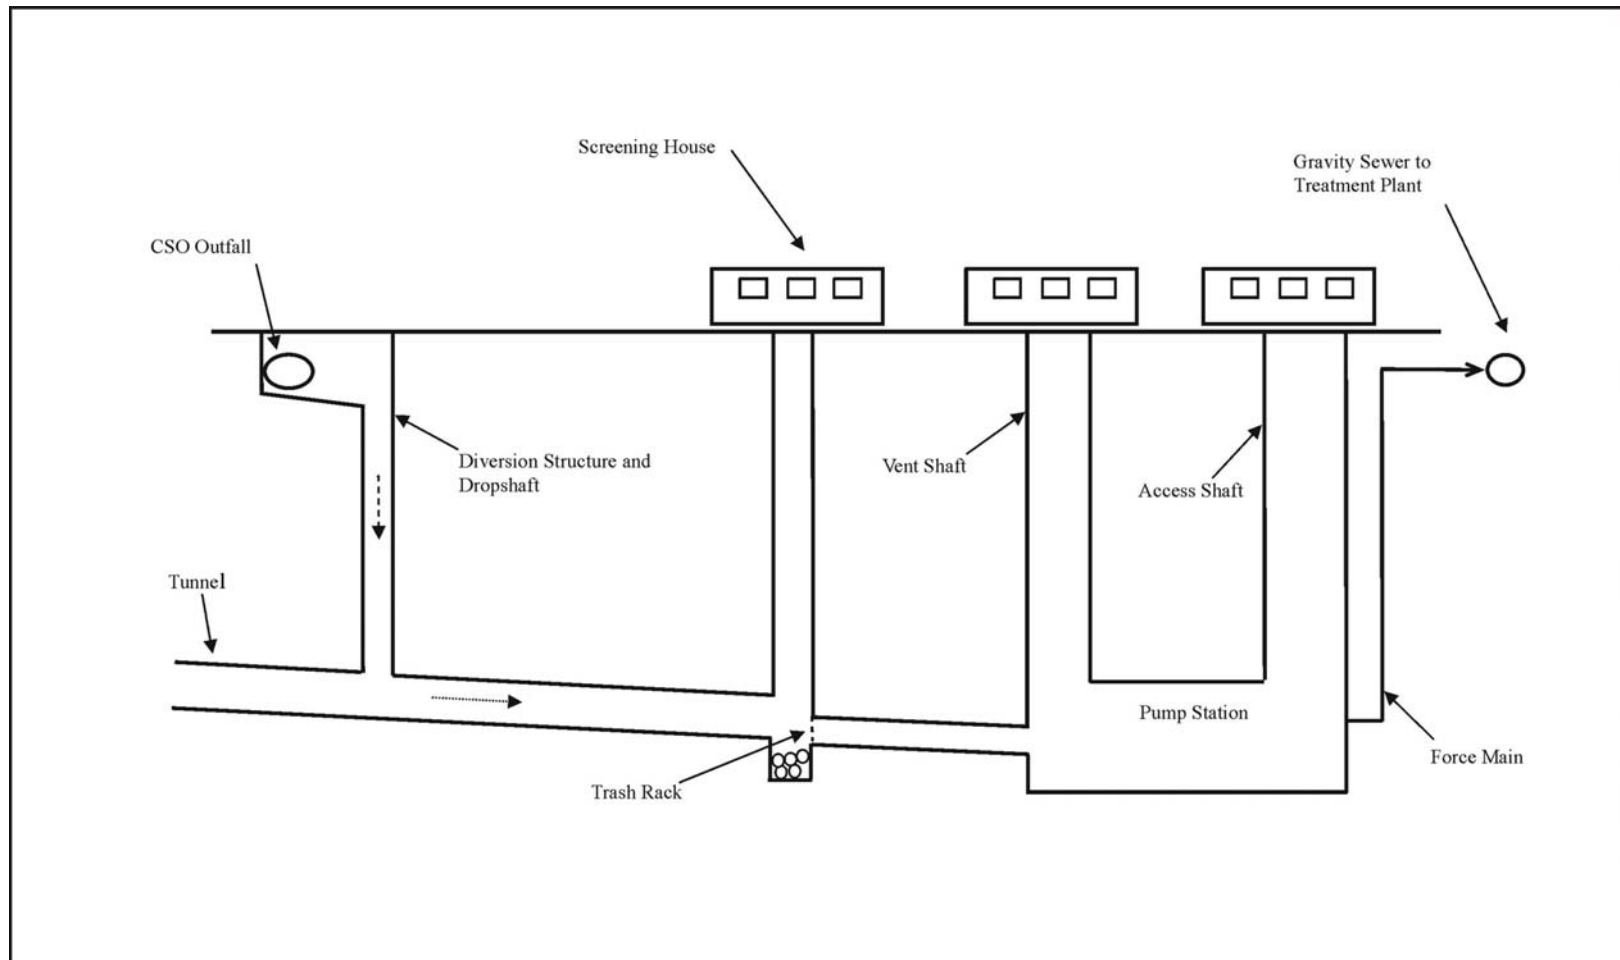 Screening House
Gravity Sewer to
Treatment Plant
CSO Outfall
Diversion Structure and
Dropshaft
Vent Shaft
Access Shaft
Tunnel
Pump Station
Force Main
Trash Rack